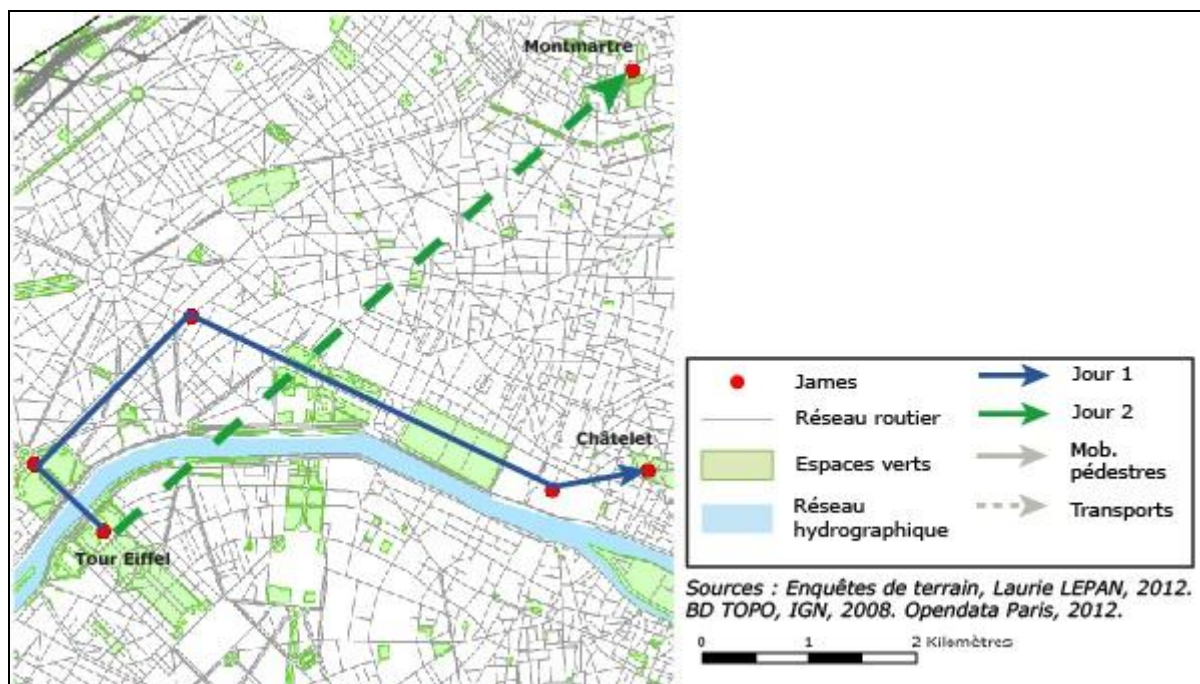 Montmartre
Châtelet
Tour Eiffel
James
Réseau routier
Espaces verts
Réseau
hydrographique
Jour 1
Jour 2
Mob.
pédestres
Transports
Sources : Enquêtes de terrain, Laurie LEPAN, 2012.
BD TOPO, IGN, 2008. Opendata Paris, 2012.
0 1 2 Kilomètres